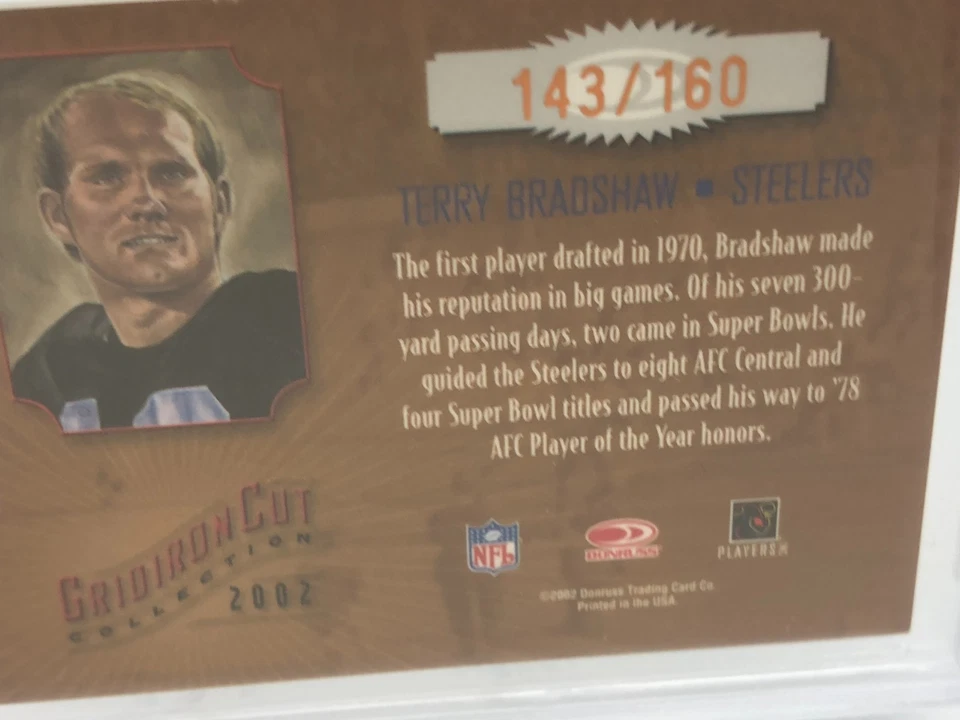 143/160
TERRY BRADSHAW ■ STEELERS
The first player drafted in 1970, Bradshaw made
his reputation in big games. Of his seven 300-
yard passing days, two came in Super Bowls. He
guided the Steelers to eight AFC Central and
four Super Bowl titles and passed his way to '78
AFC Player of the Year honors.
GRIDIRON CUT
COLLECTION
2002
NFL
DONRUSS
PLAYERS
©2002 Donruss Trading Card Co.
Printed in the USA.